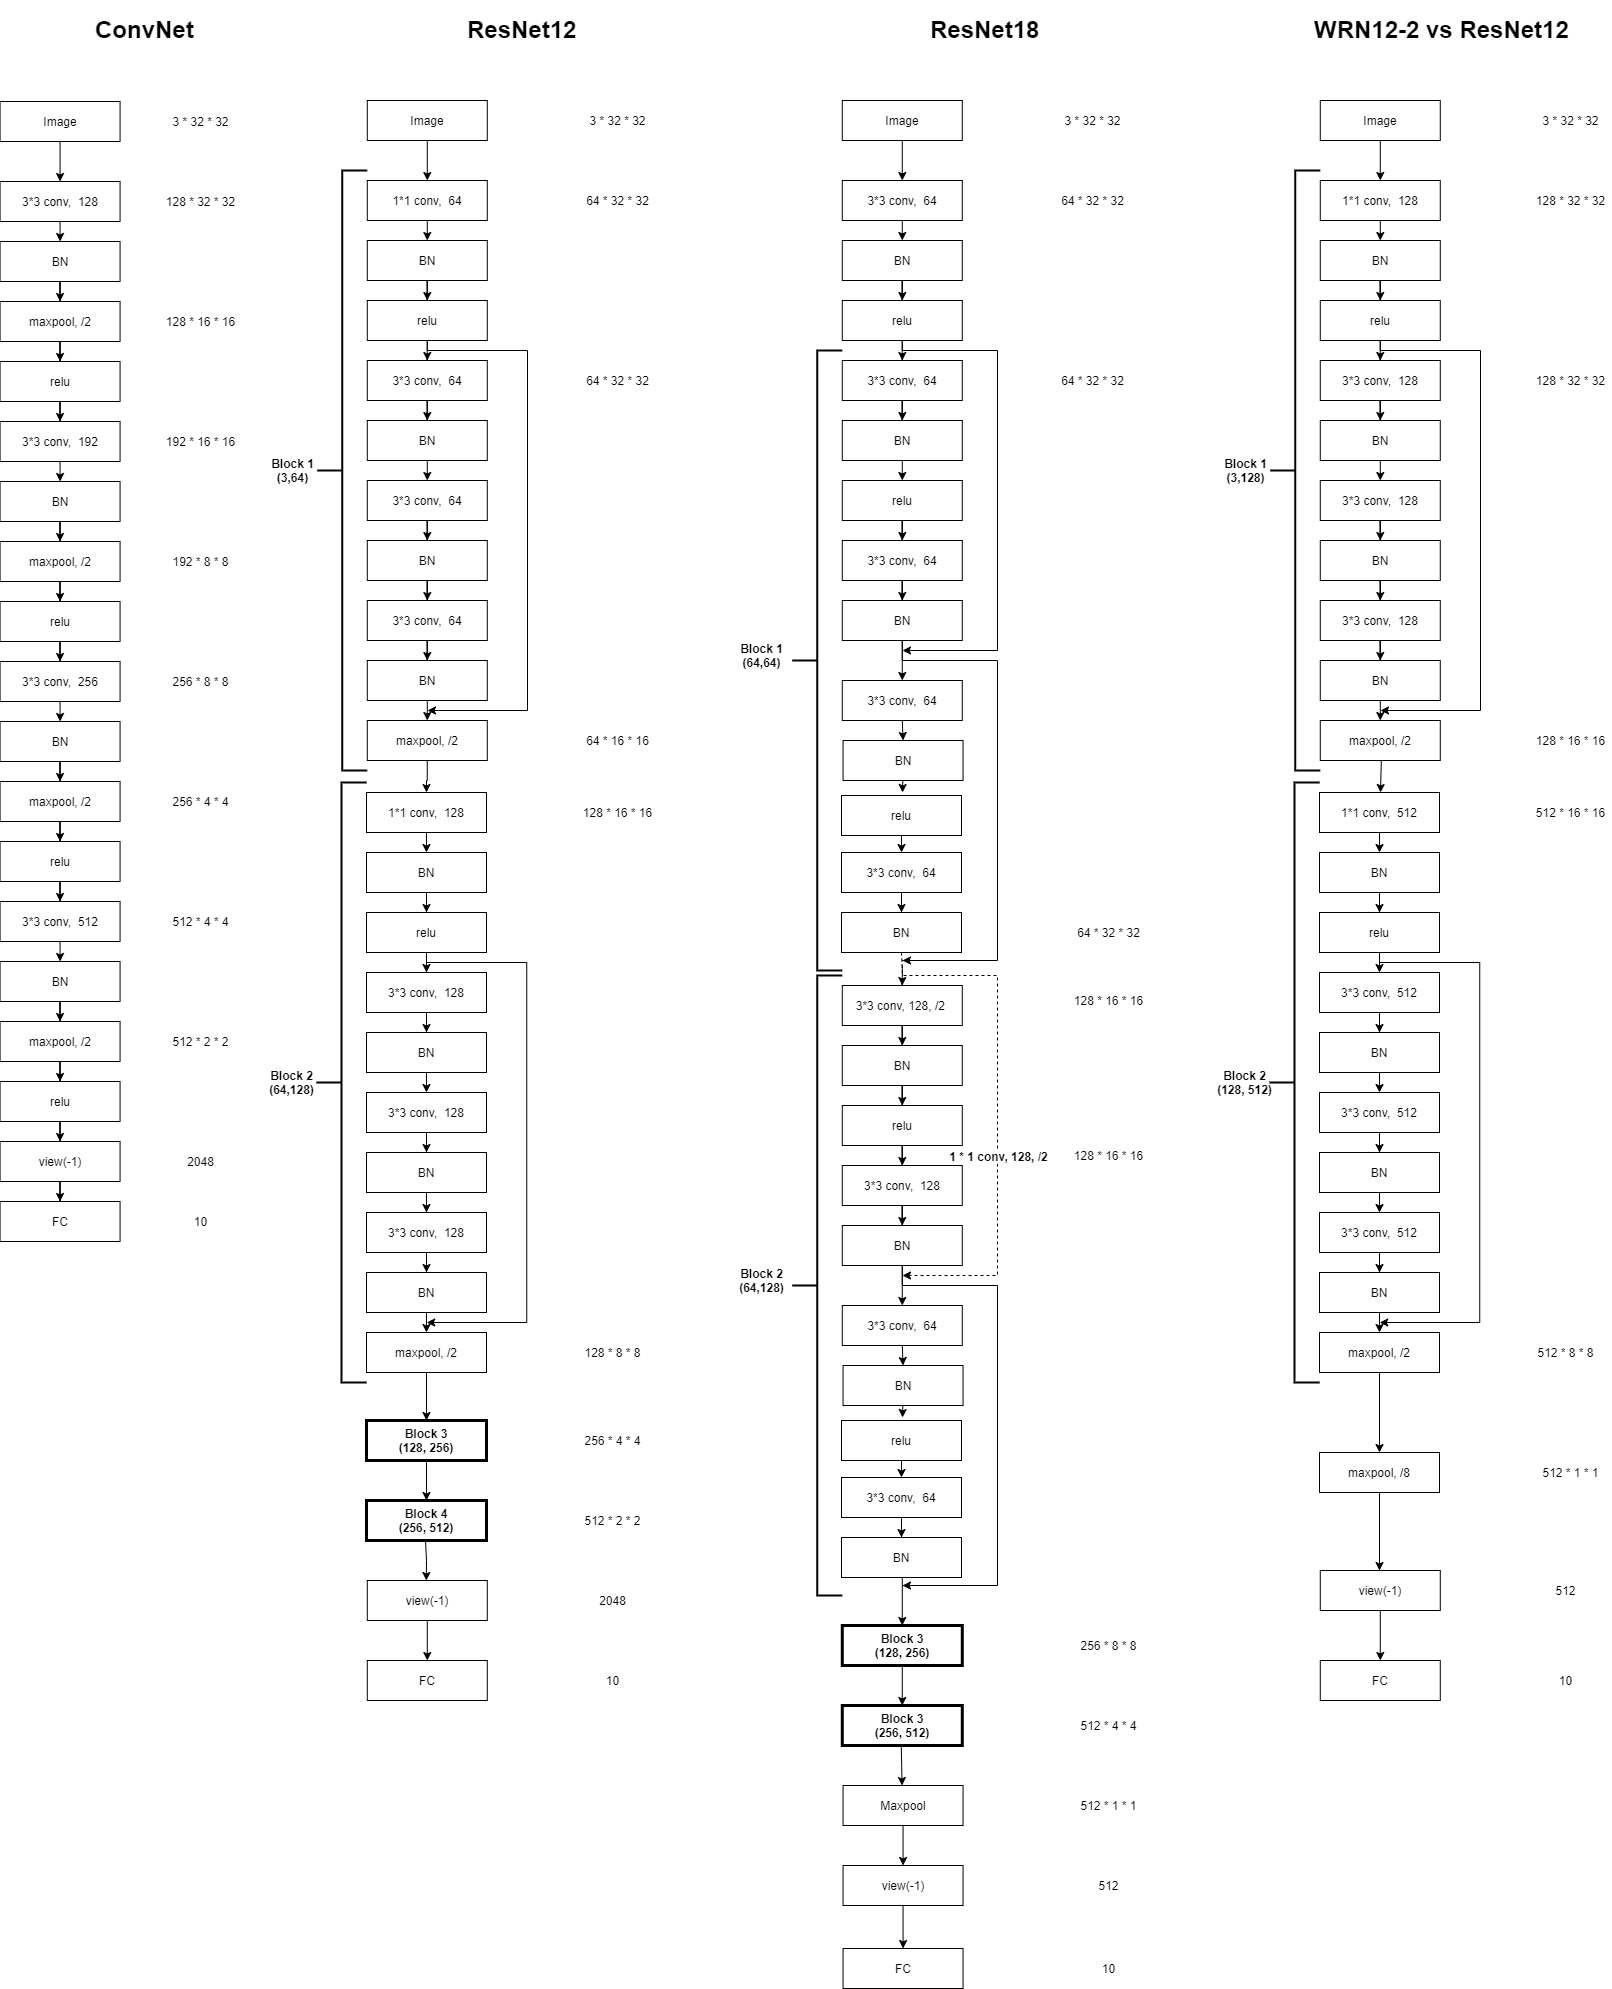 ConvNet
Image
3 * 32 * 32
3*3 conv, 128
128 * 32 * 32
BN
maxpool, /2
128 * 16 * 16
relu
3*3 conv, 192
192 * 16 * 16
BN
maxpool, /2
192 * 8 * 8
relu
3*3 conv, 256
256 * 8 * 8
BN
maxpool, /2
256 * 4 * 4
relu
3*3 conv, 512
512 * 4 * 4
BN
maxpool, /2
512 * 2 * 2
relu
view(-1)
2048
FC
10
ResNet12
Image
3 * 32 * 32
1*1 conv, 64
64 * 32 * 32
BN
relu
3*3 conv, 64
64 * 32 * 32
BN
Block 1
(3,64)
3*3 conv, 64
BN
3*3 conv, 64
BN
maxpool, /2
64 * 16 * 16
1*1 conv, 128
128 * 16 * 16
BN
relu
3*3 conv, 128
BN
Block 2
(64,128)
3*3 conv, 128
BN
3*3 conv, 128
BN
maxpool, /2
128 * 8 * 8
Block 3
(128, 256)
256 * 4 * 4
Block 4
(256, 512)
512 * 2 * 2
view(-1)
2048
FC
10
ResNet18
Image
3 * 32 * 32
3*3 conv, 64
64 * 32 * 32
BN
relu
3*3 conv, 64
64 * 32 * 32
BN
relu
3*3 conv, 64
BN
Block 1
(64,64)
3*3 conv, 64
BN
relu
3*3 conv, 64
BN
64 * 32 * 32
3*3 conv, 128, /2
128 * 16 * 16
BN
relu
1 * 1 conv, 128, /2
128 * 16 * 16
3*3 conv, 128
BN
Block 2
(64,128)
3*3 conv, 64
BN
relu
3*3 conv, 64
BN
Block 3
(128, 256)
256 * 8 * 8
Block 3
(256, 512)
512 * 4 * 4
Maxpool
512 * 1 * 1
view(-1)
512
FC
10
WRN12-2 vs ResNet12
Image
3 * 32 * 32
1*1 conv, 128
128 * 32 * 32
BN
relu
3*3 conv, 128
128 * 32 * 32
BN
Block 1
(3,128)
3*3 conv, 128
BN
3*3 conv, 128
BN
maxpool, /2
128 * 16 * 16
1*1 conv, 512
512 * 16 * 16
BN
relu
3*3 conv, 512
BN
Block 2
(128, 512)
3*3 conv, 512
BN
3*3 conv, 512
BN
maxpool, /2
512 * 8 * 8
maxpool, /8
512 * 1 * 1
view(-1)
512
FC
10